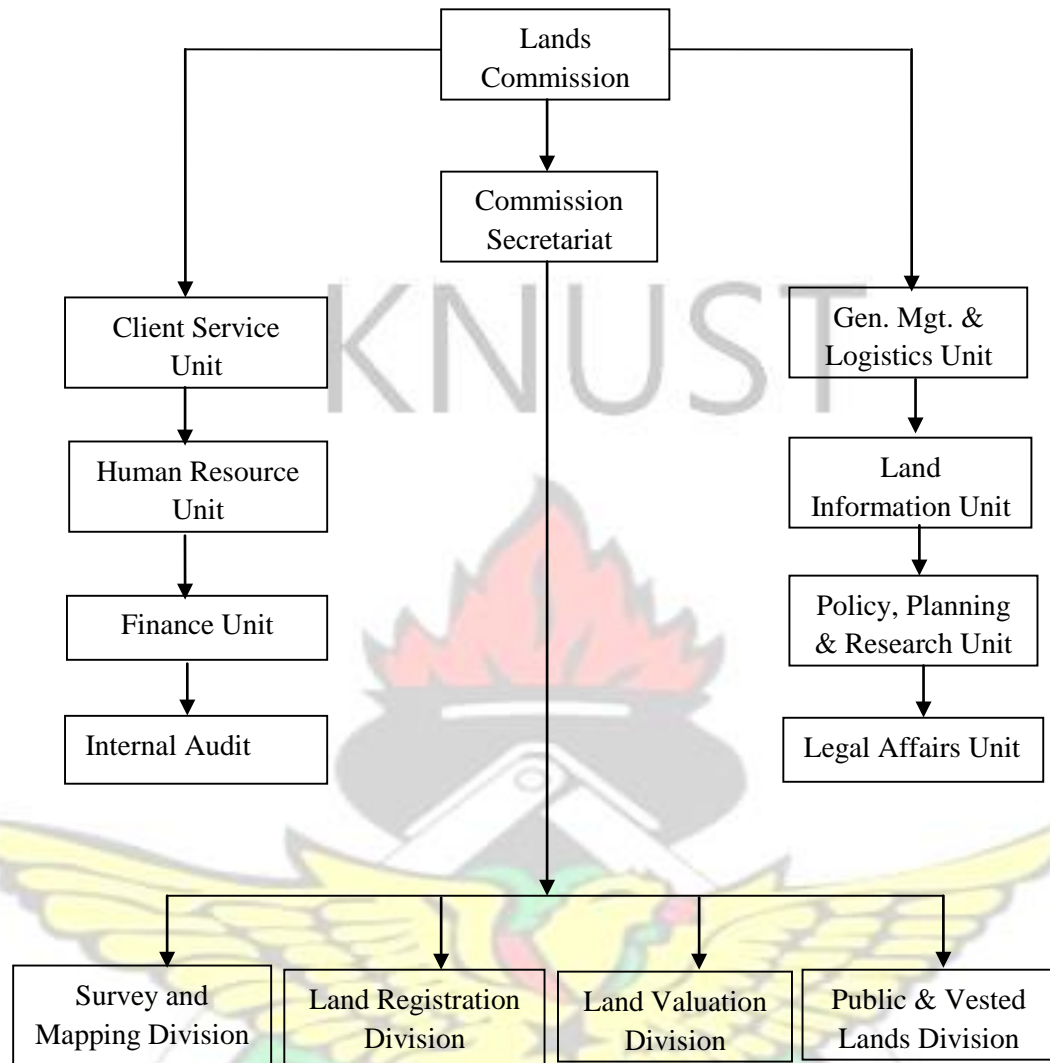 Lands
Commission
Commission
Secretariat
KNUST
Client Service
Unit
Gen. Mgt. &
Logistics Unit
Human Resource
Unit
Land
Information Unit
Finance Unit
Policy, Planning
& Research Unit
Internal Audit
Legal Affairs Unit
Survey and
Mapping Division
Land Registration
Division
Land Valuation
Division
Public & Vested
Lands Division